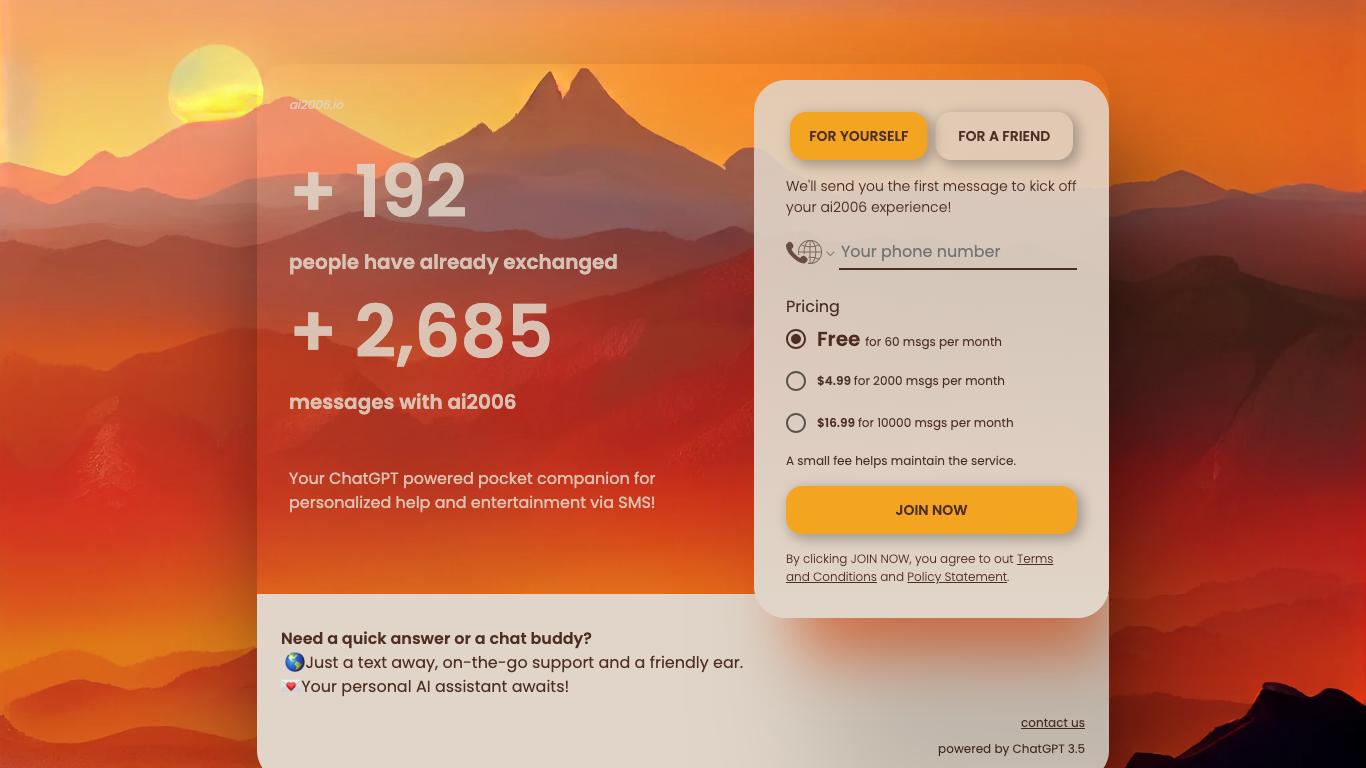 ai2006.io
+ 192
people have already exchanged
+ 2,685
messages with ai2006
Your ChatGPT powered pocket companion for
personalized help and entertainment via SMS!
FOR YOURSELF
FOR A FRIEND
We'll send you the first message to kick off
your ai2006 experience!
Your phone number
Pricing
Free for 60 msgs per month
$4.99 for 2000 msgs per month
$16.99 for 10000 msgs per month
A small fee helps maintain the service.
JOIN NOW
By clicking JOIN NOW, you agree to out Terms
and Conditions and Policy Statement.
Need a quick answer or a chat buddy?
🌎Just a text away, on-the-go support and a friendly ear.
💌Your personal AI assistant awaits!
contact us
powered by ChatGPT 3.5